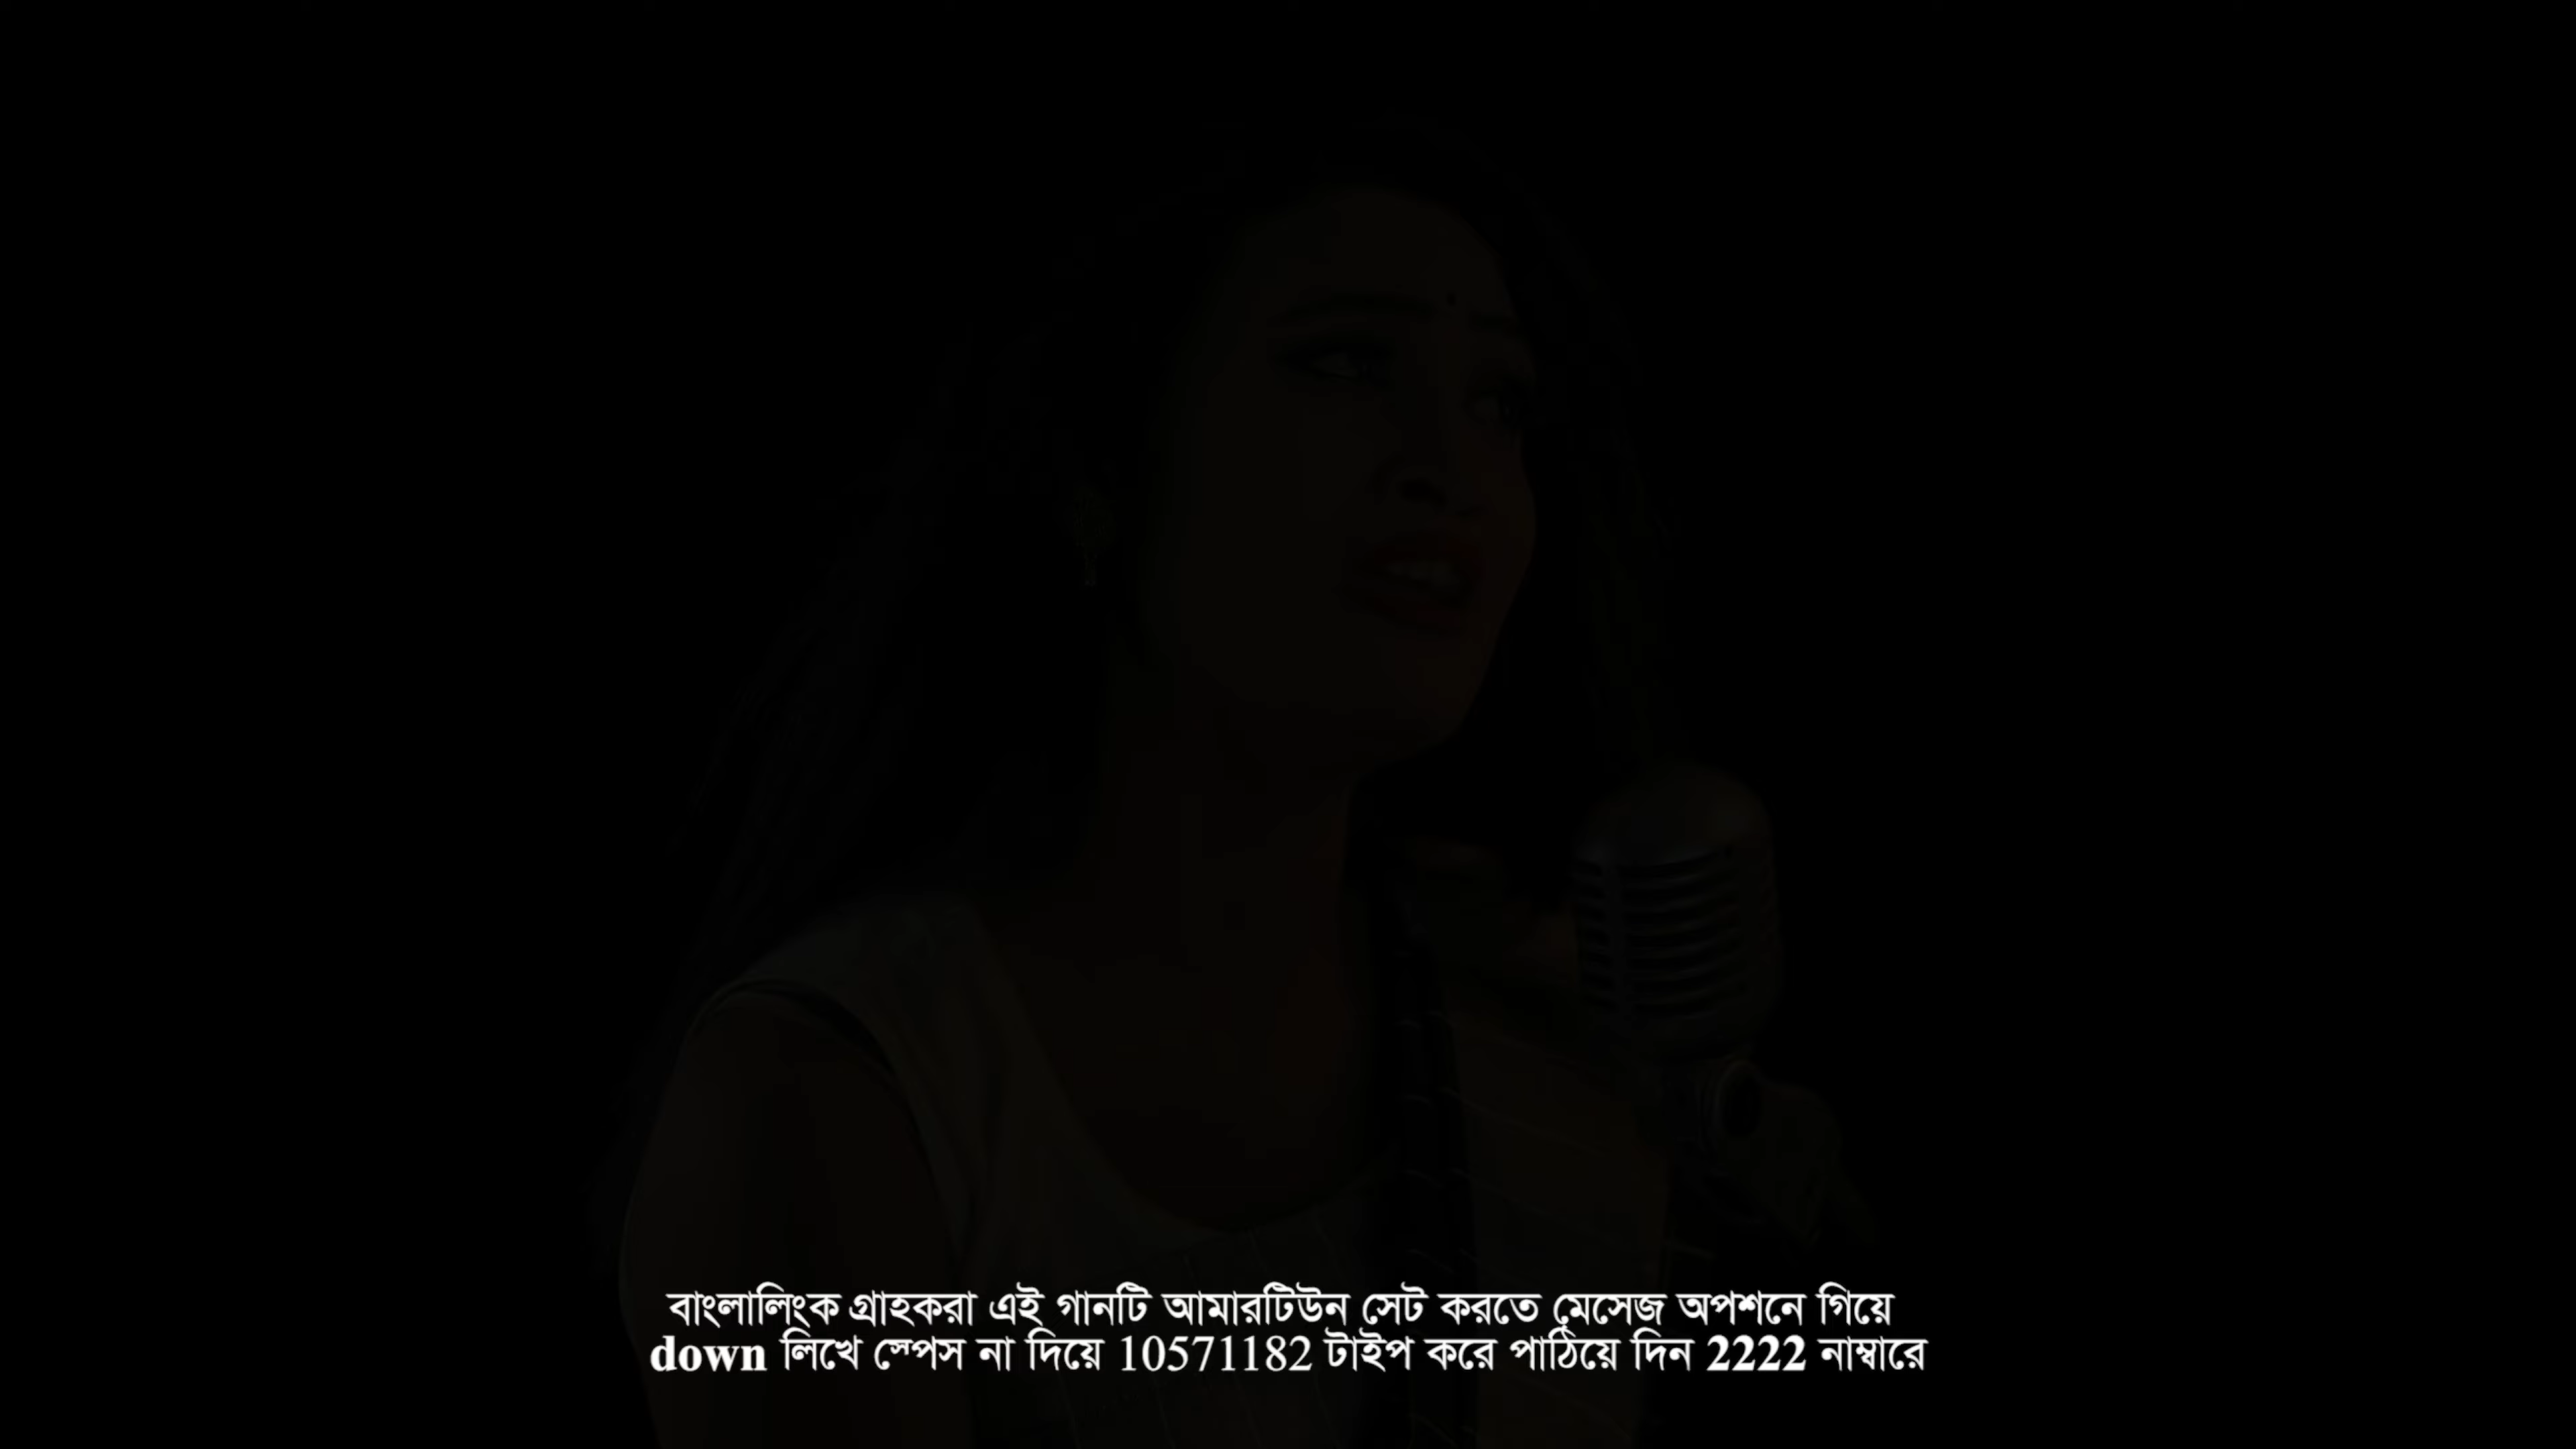 বাংলালিংক গ্রাহকরা এই গানটি আমারটিউন সেট করতে মেসেজ অপশনে গিয়ে
down লিখে স্পেস না দিয়ে 10571182 টাইপ করে পাঠিয়ে দিন 2222 নাম্বারে